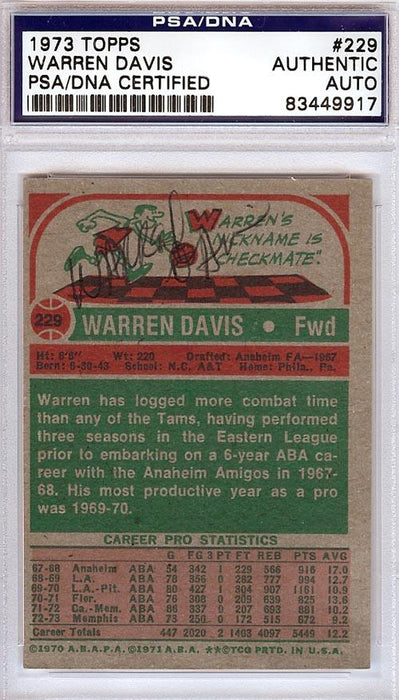 PSA/DNA
1973 TOPPS #229
WARREN DAVIS AUTHENTIC
PSA/DNA CERTIFIED AUTO
83449917
WARREN'S
NICKNAME IS
"CHECKMATE".
229 WARREN DAVIS • Fwd
Ht: 6'6" Wt: 220 Drafted: Anaheim FA—1967
Born: 6-30-43 School: N.C. A&T Home: Phila., Pa.
Warren has logged more combat time
than any of the Tams, having performed
three seasons in the Eastern League
prior to embarking on a 6-year ABA ca-
reer with the Anaheim Amigos in 1967-
68. His most productive year as a pro
was 1969-70.
CAREER PRO STATISTICS
G FG 3PT FT REB PTS AVG
67-68 Anaheim ABA 54 342 1 229 566 916 17.0
68-69 L.A. ABA 78 356 0 282 777 994 12.7
69-70 L.A.-Pit. ABA 80 427 1 304 907 1161 10.9
70-71 Flor. ABA 76 308 0 209 639 825 13.6
71-72 Ca.-Mem. ABA 86 337 0 207 693 881 10.2
72-73 Memphis ABA 73 250 0 172 515 672 9.2
Career Totals 447 2020 2 1403 4097 5449 12.2
©1970 A.B.A.P.A. ©1971 A.B.A. **©TCG PRTD. IN U.S.A.